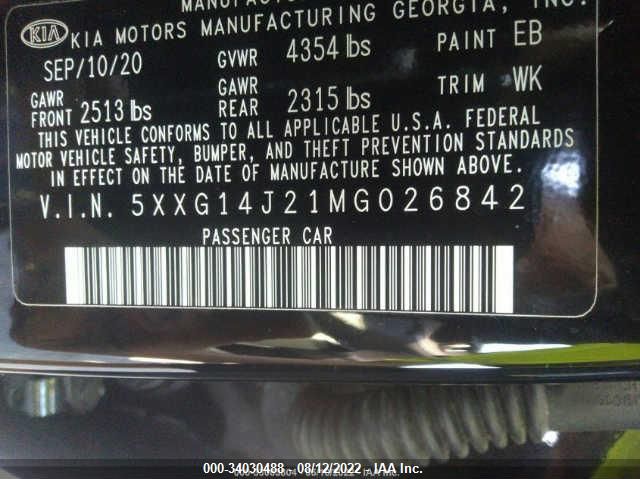 MANUFACTU
KIA KIA MOTORS MANUFACTURING GEORGIA, INC.
SEP/10/20 GVWR 4354 lbs PAINT EB
GAWR FRONT 2513 lbs GAWR REAR 2315 lbs TRIM WK
THIS VEHICLE CONFORMS TO ALL APPLICABLE U.S.A. FEDERAL
MOTOR VEHICLE SAFETY, BUMPER, AND THEFT PREVENTION STANDARDS
IN EFFECT ON THE DATE OF MANUFACTURE SHOWN ABOVE.
V.I.N. 5XXG14J21MG026842
PASSENGER CAR
000-34030488 - 08/12/2022 - IAA Inc.